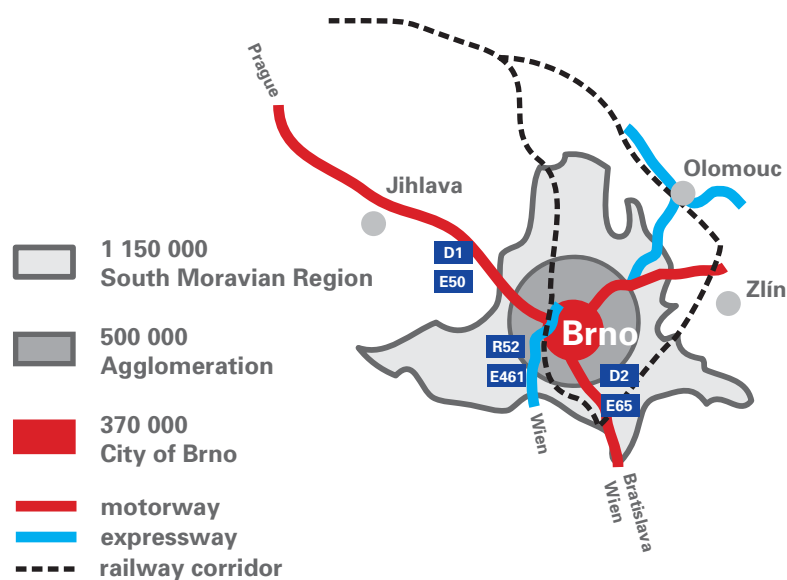 Prague
Jihlava
Olomouc
D1
E50
Zlín
Brno
R52
E461
D2
E65
Wien
Bratislava
Wien
1 150 000
South Moravian Region
500 000
Agglomeration
370 000
City of Brno
motorway
expressway
railway corridor